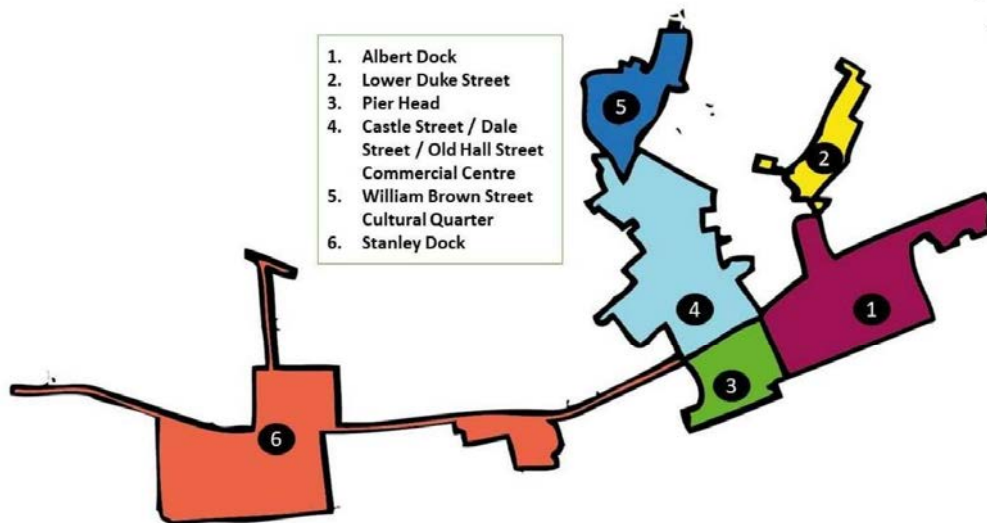 1. Albert Dock
2. Lower Duke Street
3. Pier Head
4. Castle Street / Dale
Street / Old Hall Street
Commercial Centre
5. William Brown Street
Cultural Quarter
6. Stanley Dock
5
2
4
1
3
6